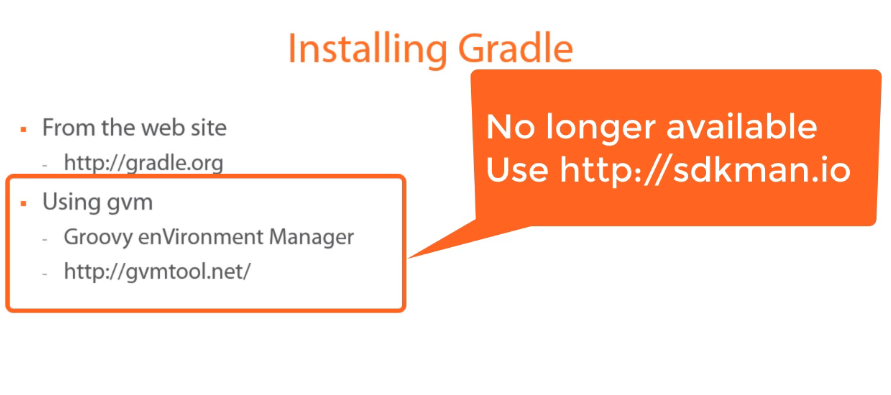 Installing Gradle
▪ From the web site
- http://gradle.org
▪ Using gvm
- Groovy enVironment Manager
- http://gvmtool.net/
No longer available
Use http://sdkman.io